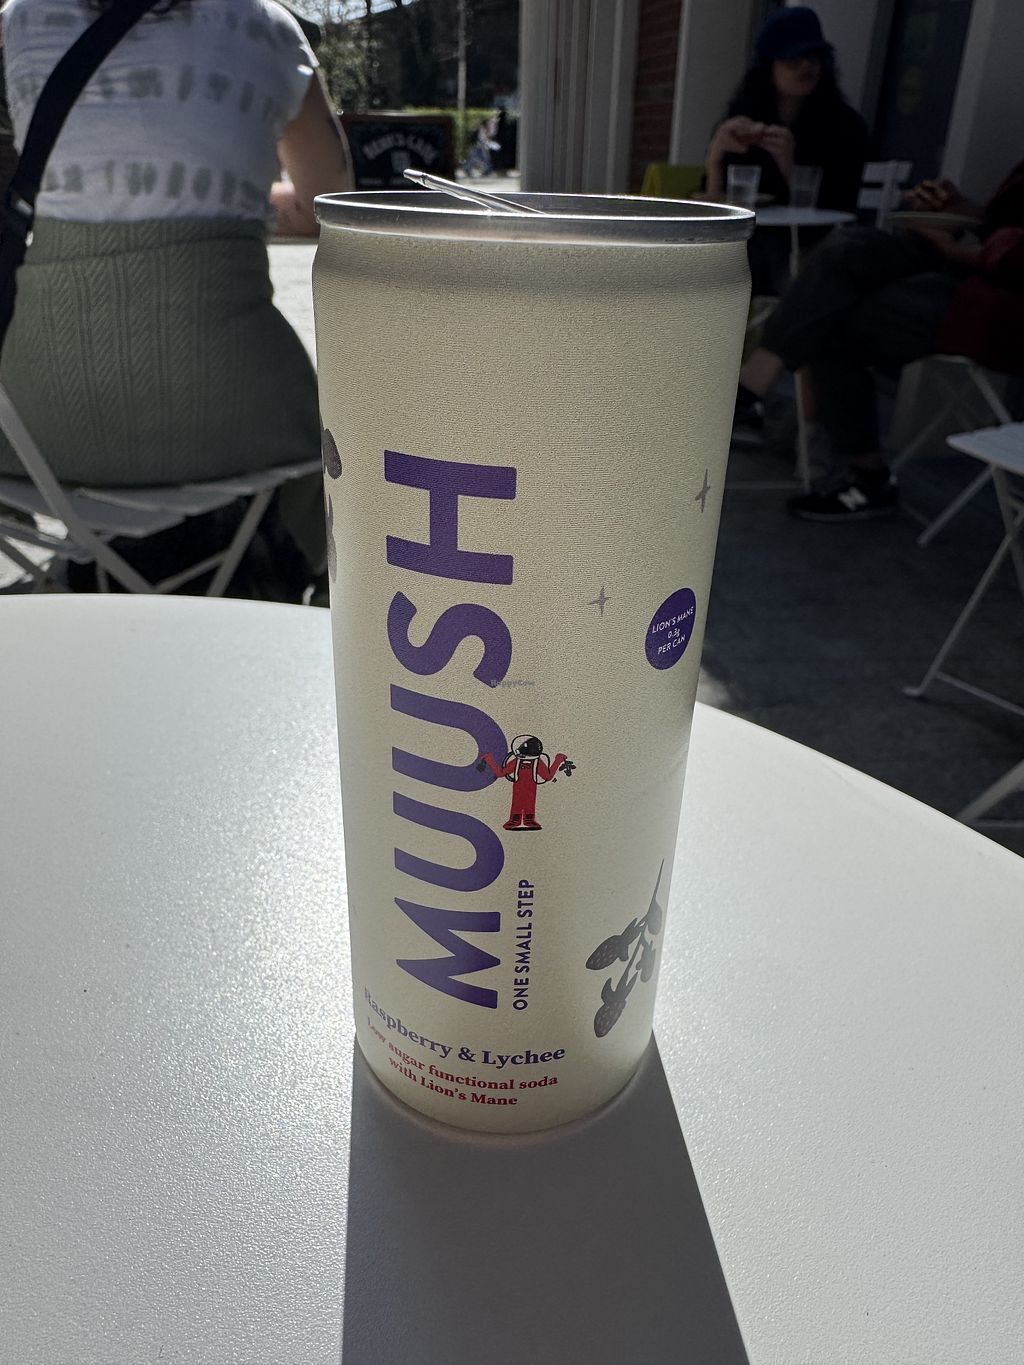 MUUSH
ONE SMALL STEP
Raspberry & Lychee
Low sugar functional soda
with Lion's Mane
LION'S MANE
0.3g
PER CAN
HappyCow